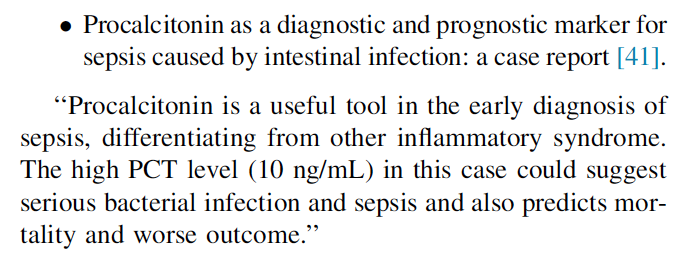 • Procalcitonin as a diagnostic and prognostic marker for
sepsis caused by intestinal infection: a case report [41].
“Procalcitonin is a useful tool in the early diagnosis of
sepsis, differentiating from other inflammatory syndrome.
The high PCT level (10 ng/mL) in this case could suggest
serious bacterial infection and sepsis and also predicts mor-
tality and worse outcome.”